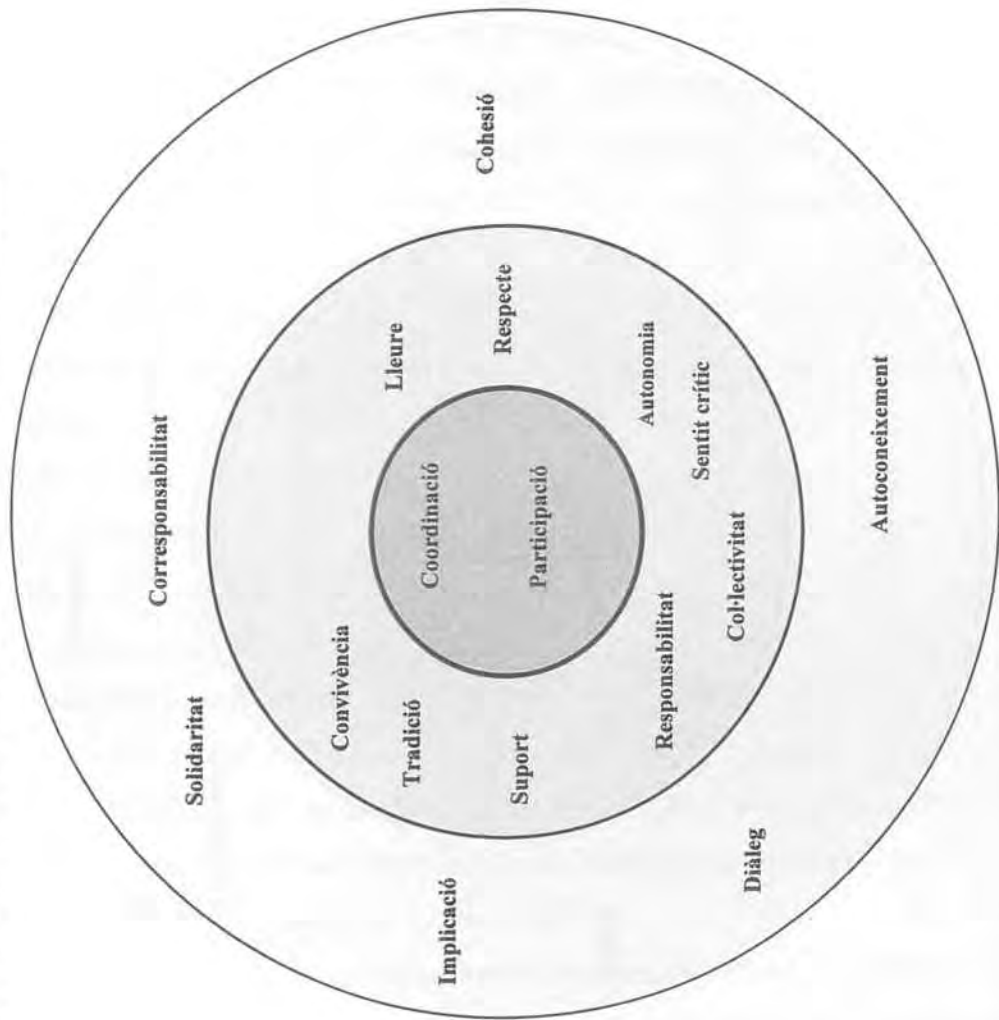 Corresponsabilitat
Solidaritat
Convivència
Lleure
Tradició
Coordinació
Implicació
Cohesió
Respecte
Suport
Participació
Autonomia
Responsabilitat
Sentit crític
Col·lectivitat
Diàleg
Autoconeixement